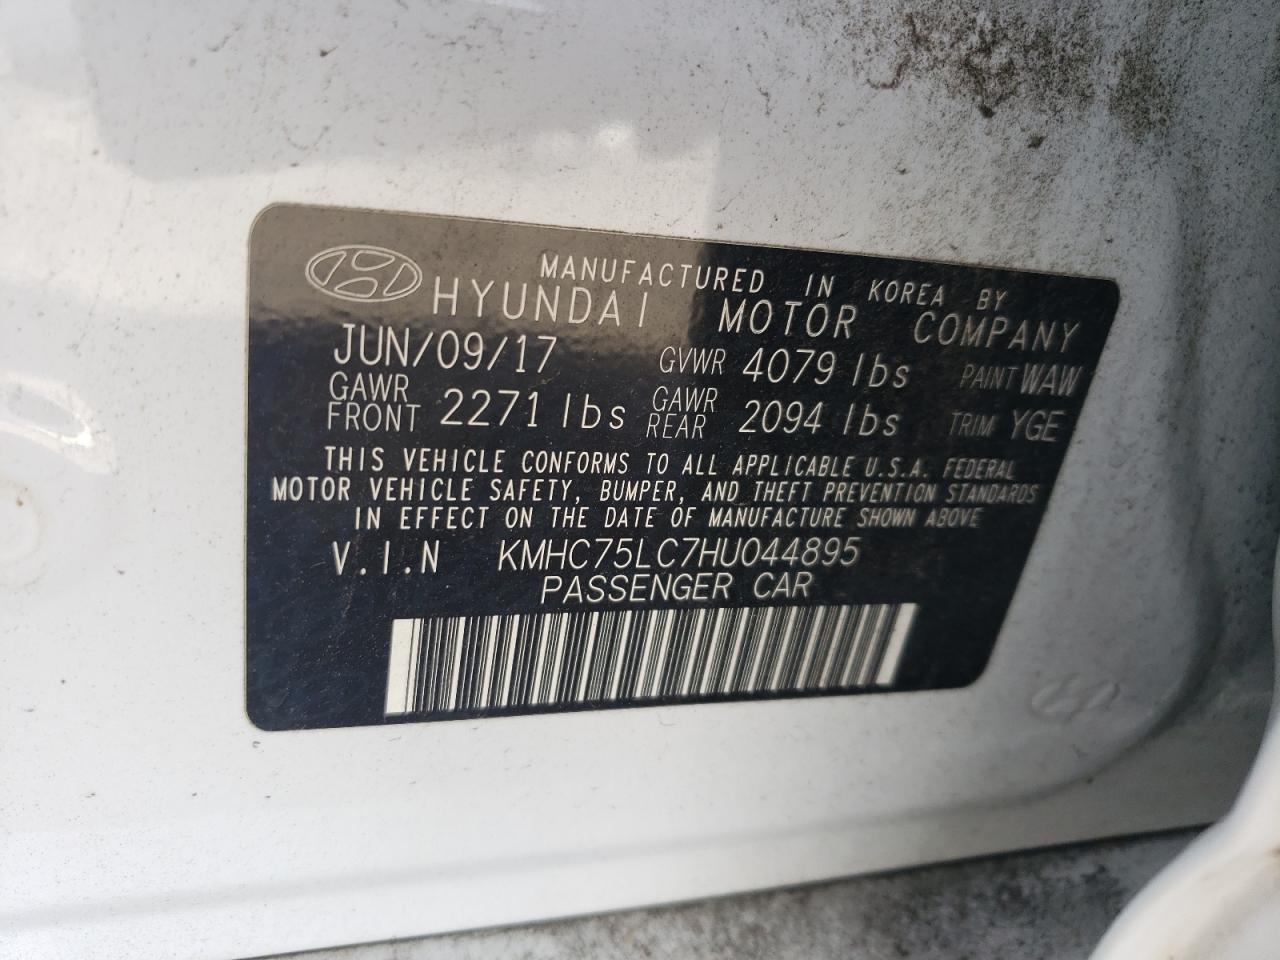 MANUFACTURED IN KOREA BY
HYUNDAI MOTOR COMPANY
JUN/09/17 GVWR 4079 lbs PAINT WAW
GAWR FRONT 2271 lbs GAWR REAR 2094 lbs TRIM YGE
THIS VEHICLE CONFORMS TO ALL APPLICABLE U.S.A. FEDERAL
MOTOR VEHICLE SAFETY, BUMPER, AND THEFT PREVENTION STANDARDS
IN EFFECT ON THE DATE OF MANUFACTURE SHOWN ABOVE
V.I.N KMHC75LC7HU044895
PASSENGER CAR